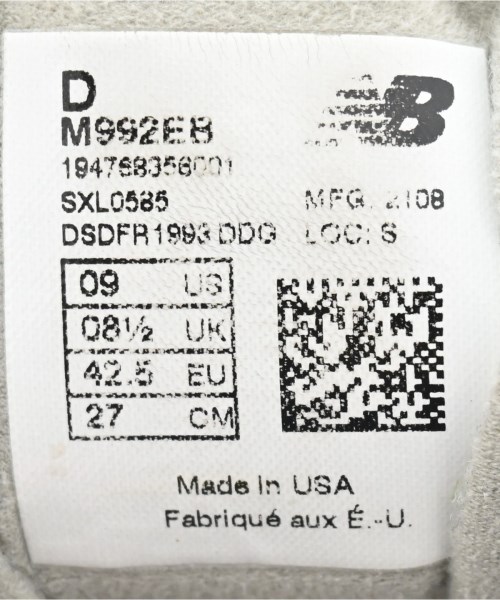 D
NB
M992EB
194768356001
SXL0585 MFG: 2108
DSDFR1993 DDG LOC: S
09 US
08½ UK
42.5 EU
27 CM
Made in USA
Fabriqué aux É.-U.